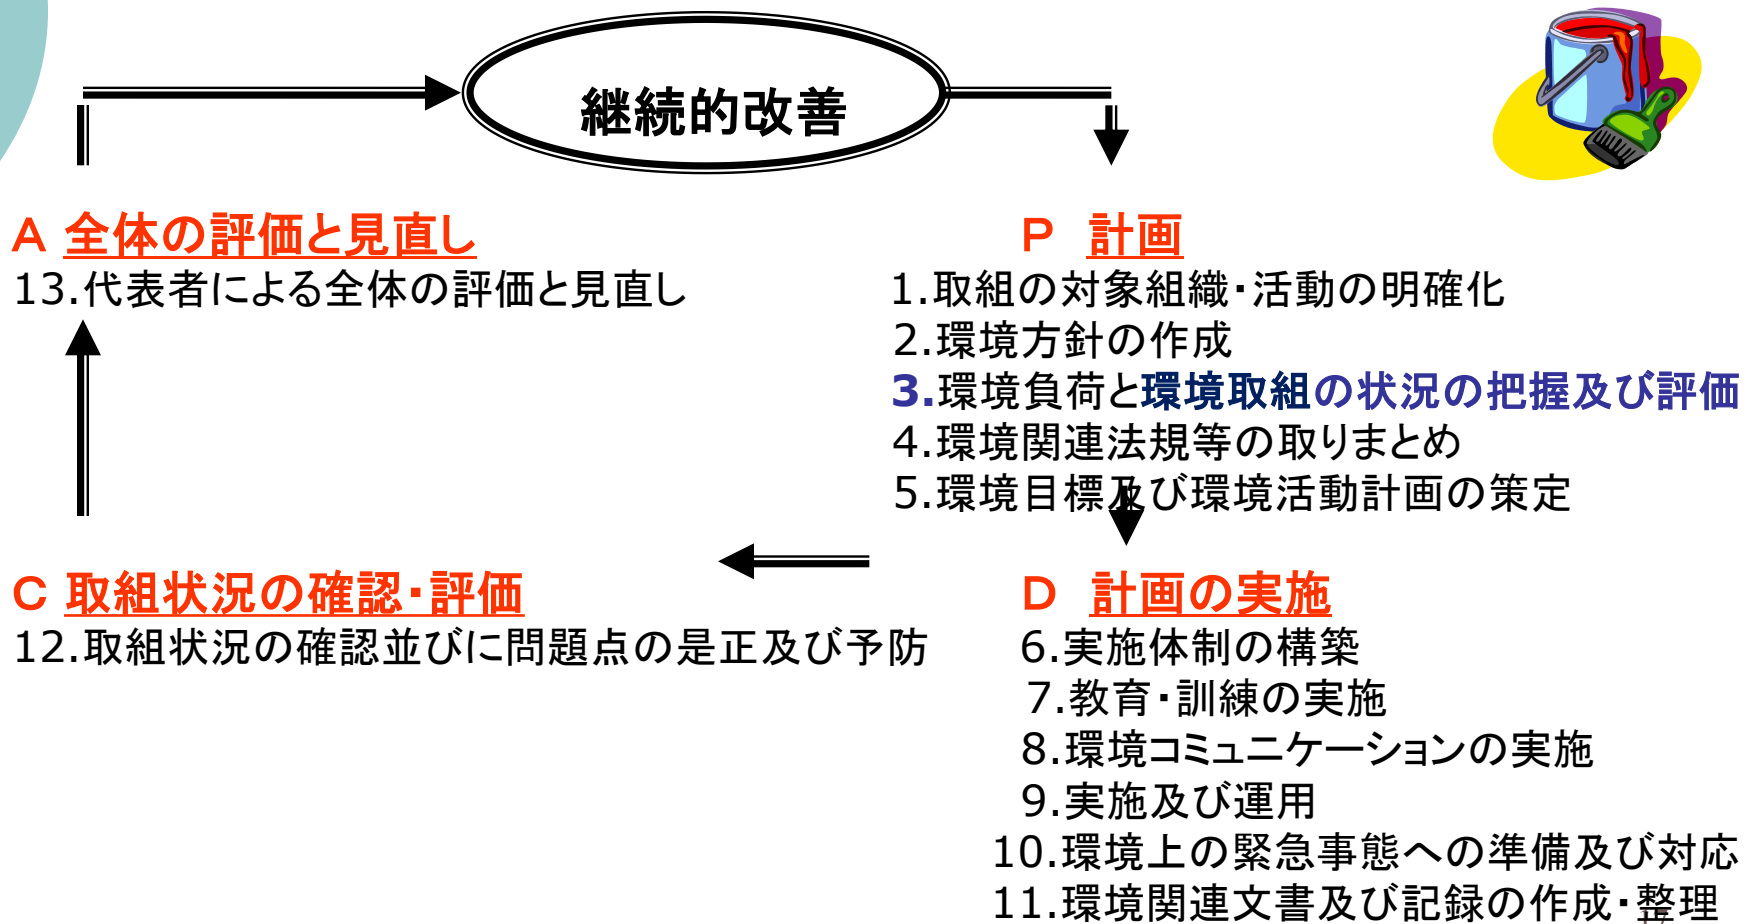 継続的改善
A 全体の評価と見直し
13.代表者による全体の評価と見直し
P 計画
1.取組の対象組織・活動の明確化
2.環境方針の作成
3.環境負荷と環境取組の状況の把握及び評価
4.環境関連法規等の取りまとめ
5.環境目標及び環境活動計画の策定
C 取組状況の確認・評価
12.取組状況の確認並びに問題点の是正及び予防
D 計画の実施
6.実施体制の構築
7.教育・訓練の実施
8.環境コミュニケーションの実施
9.実施及び運用
10.環境上の緊急事態への準備及び対応
11.環境関連文書及び記録の作成・整理